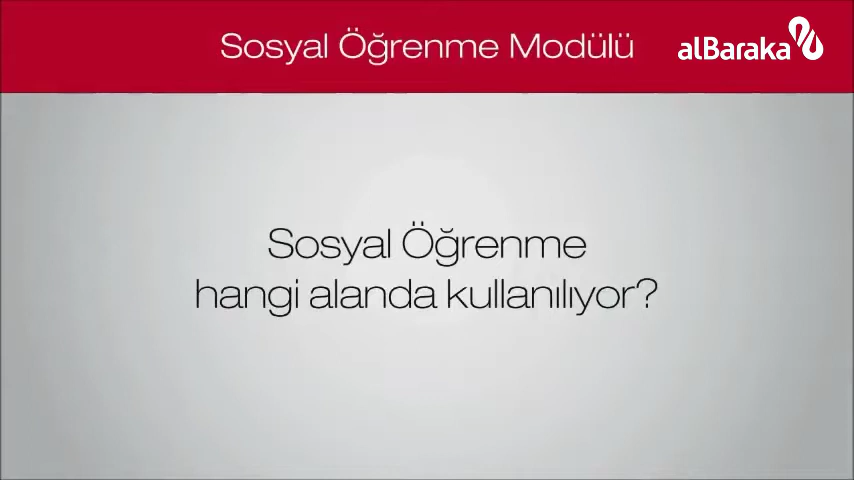 Sosyal Öğrenme Modülü
alBaraka
Sosyal Öğrenme
hangi alanda kullanılıyor?